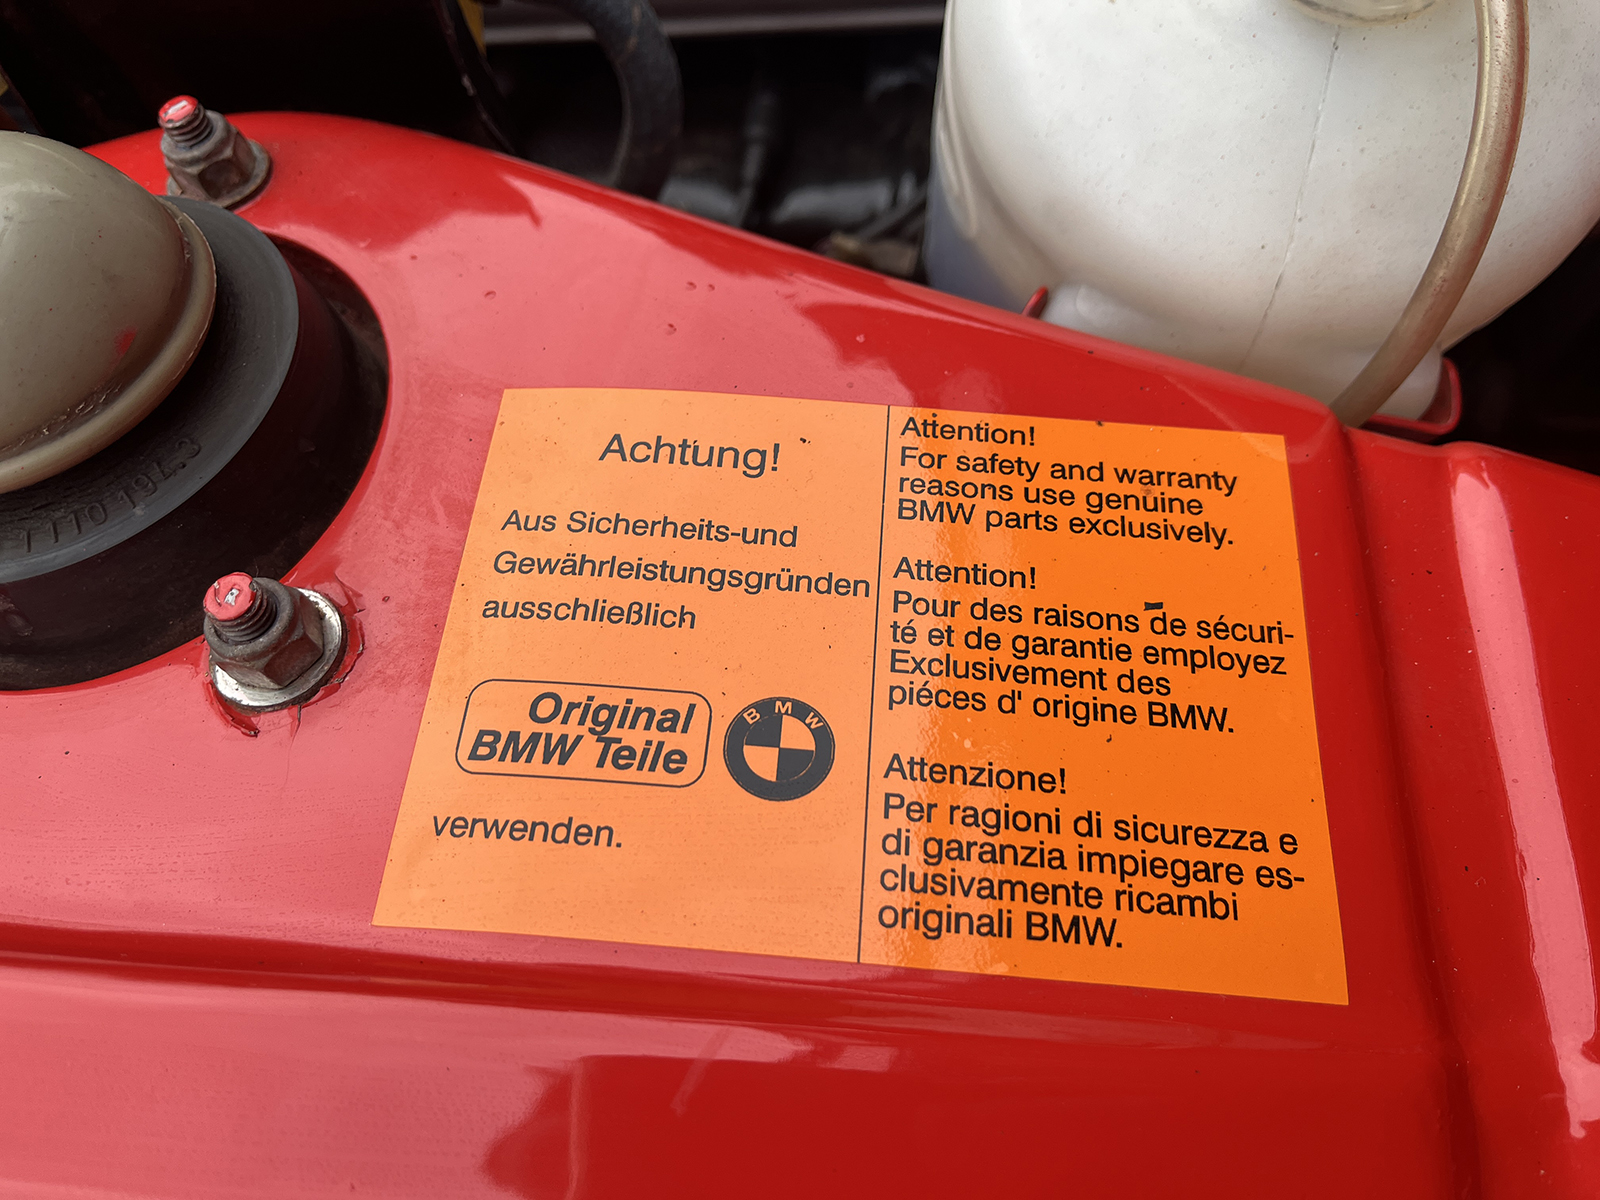 Achtung!
Aus Sicherheits-und
Gewährleistungsgründen
ausschließlich
Original
BMW Teile
BMW
verwenden.
Attention!
For safety and warranty
reasons use genuine
BMW parts exclusively.
Attention!
Pour des raisons de sécuri-
té et de garantie employez
Exclusivement des
piéces d' origine BMW.
Attenzione!
Per ragioni di sicurezza e
di garanzia impiegare es-
clusivamente ricambi
originali BMW.